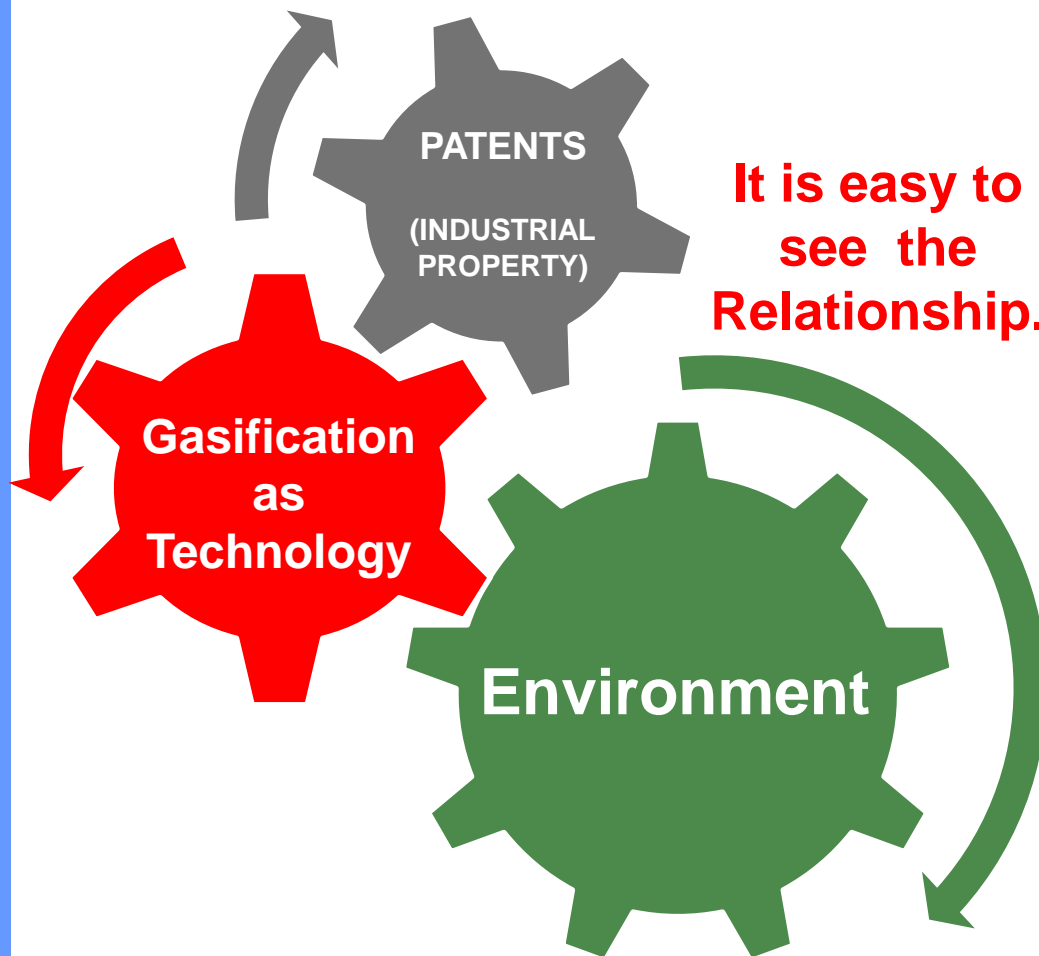 PATENTS
(INDUSTRIAL
PROPERTY)
It is easy to
see the
Relationship.
Gasification
as
Technology
Environment